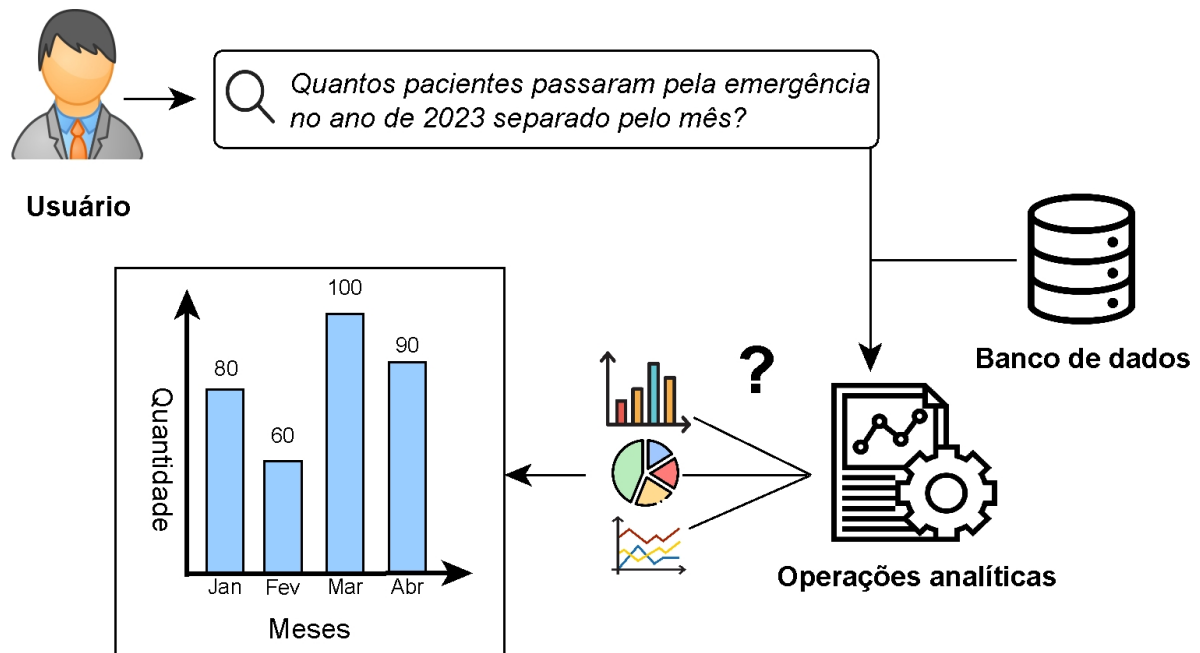 Quantos pacientes passaram pela emergência
no ano de 2023 separado pelo mês?
Usuário
Banco de dados
?
Operações analíticas
Quantidade
80
60
100
90
Jan
Fev
Mar
Abr
Meses